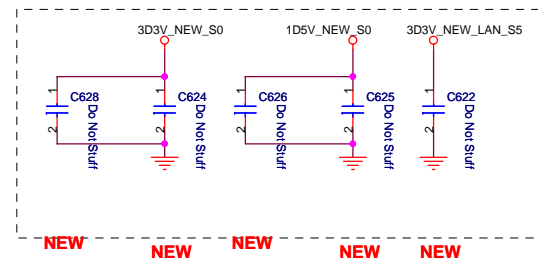 3D3V_NEW_S0 1D5V_NEW_S0 3D3V_NEW_LAN_S5
1 1 1 1 1
C628 C624 C626 C625 C622
2 2 2 2 2
Do Not Stuff
Do Not Stuff
Do Not Stuff
Do Not Stuff
Do Not Stuff
NEW NEW NEW NEW NEW